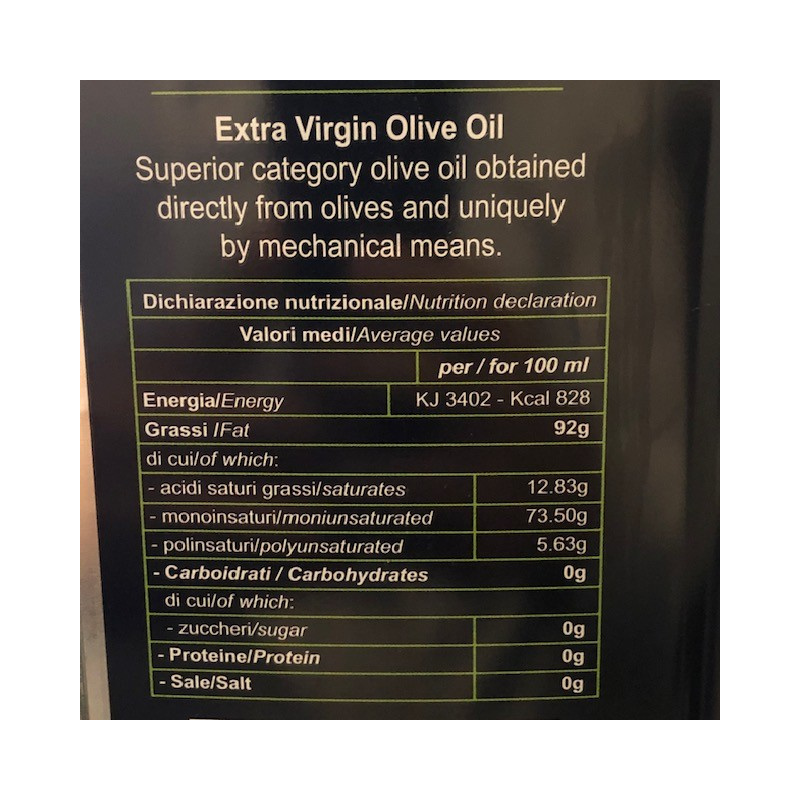 Extra Virgin Olive Oil
Superior category olive oil obtained
directly from olives and uniquely
by mechanical means.
Dichiarazione nutrizionale/Nutrition declaration
Valori medi/Average values
per / for 100 ml
Energia/Energy KJ 3402 - Kcal 828
Grassi /Fat 92g
di cui/of which:
- acidi saturi grassi/saturates 12.83g
- monoinsaturi/moniunsaturated 73.50g
- polinsaturi/polyunsaturated 5.63g
- Carboidrati / Carbohydrates 0g
di cui/of which:
- zuccheri/sugar 0g
- Proteine/Protein 0g
- Sale/Salt 0g